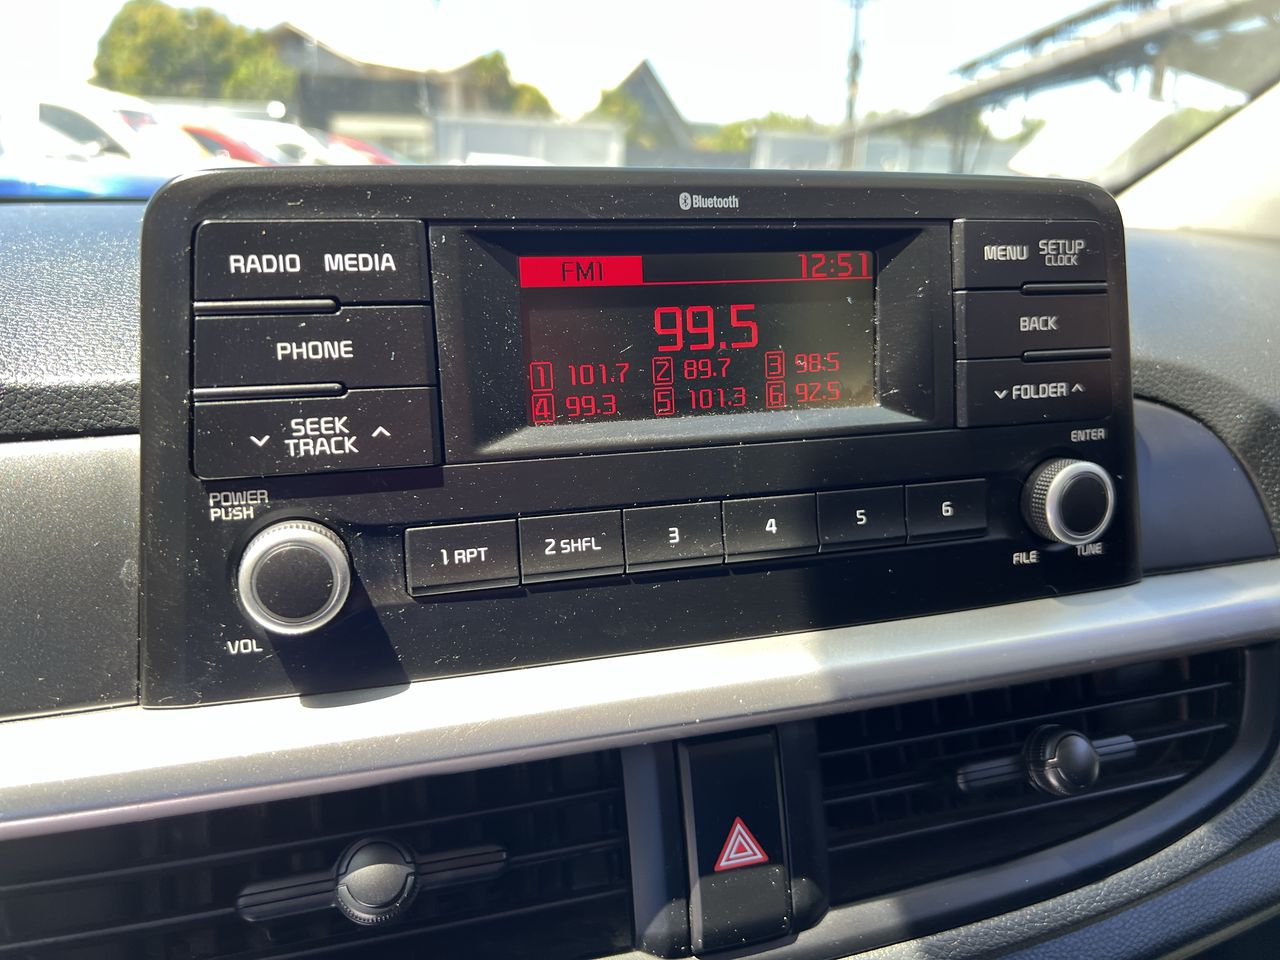 Bluetooth
RADIO MEDIA
PHONE
SEEK
TRACK
POWER
PUSH
VOL
FM1 12:51
99.5
1 101.7 2 89.7 3 98.5
4 99.3 5 101.3 6 92.5
1 RPT 2 SHFL 3 4 5 6
MENU SETUP
CLOCK
BACK
FOLDER
ENTER
FILE TUNE